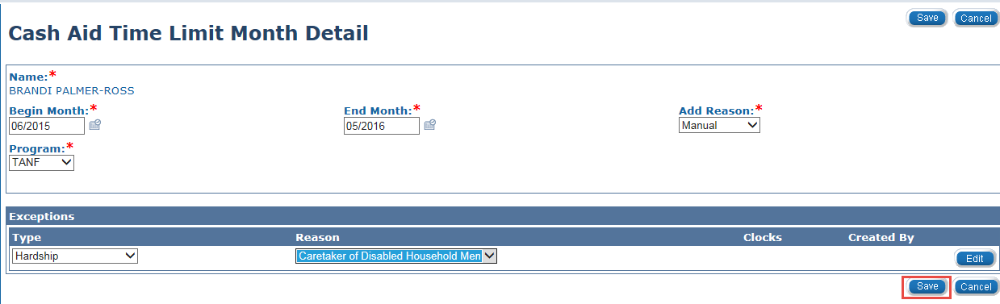 Save Cancel
Cash Aid Time Limit Month Detail
Name:*
BRANDI PALMER-ROSS
Begin Month:* End Month:* Add Reason:*
06/2015 05/2016 Manual
Program:*
TANF
Exceptions
Type Reason Clocks Created By
Hardship Caretaker of Disabled Household Men Edit
Save Cancel